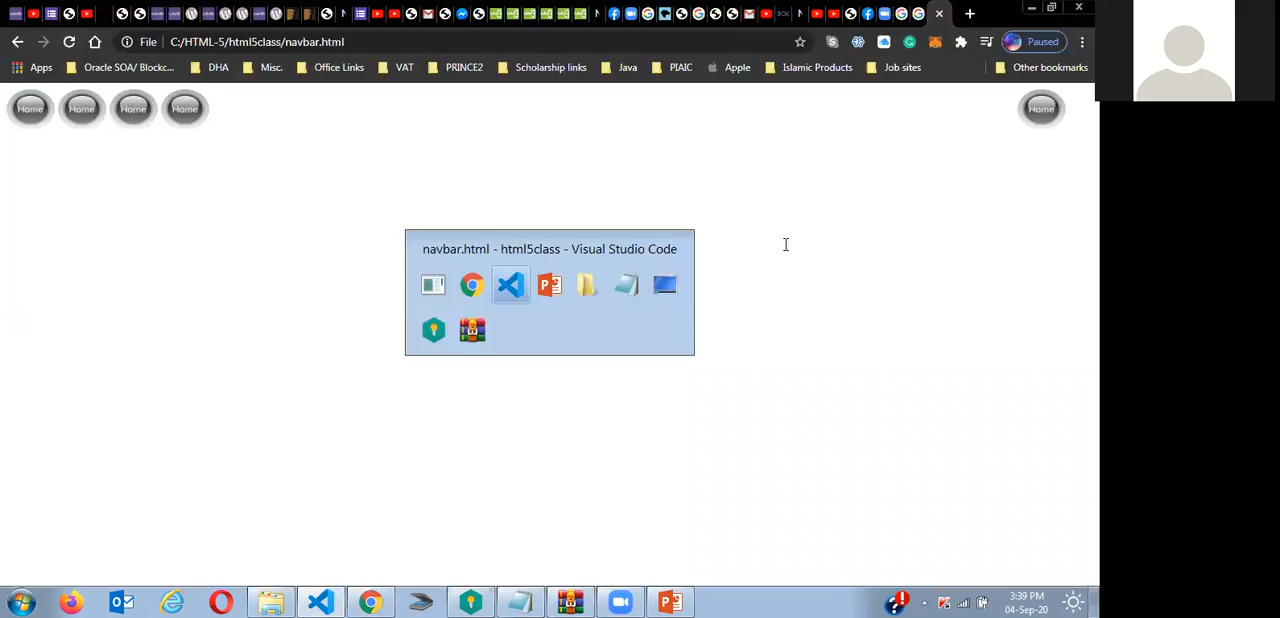 File C:/HTML-5/html5class/navbar.html Paused
Apps Oracle SOA/ Blockc... DHA Misc. Office Links VAT PRINCE2 Scholarship links Java PIAIC Apple Islamic Products Job sites Other bookmarks
Home Home Home Home Home
navbar.html - html5class - Visual Studio Code
3:39 PM
04-Sep-20